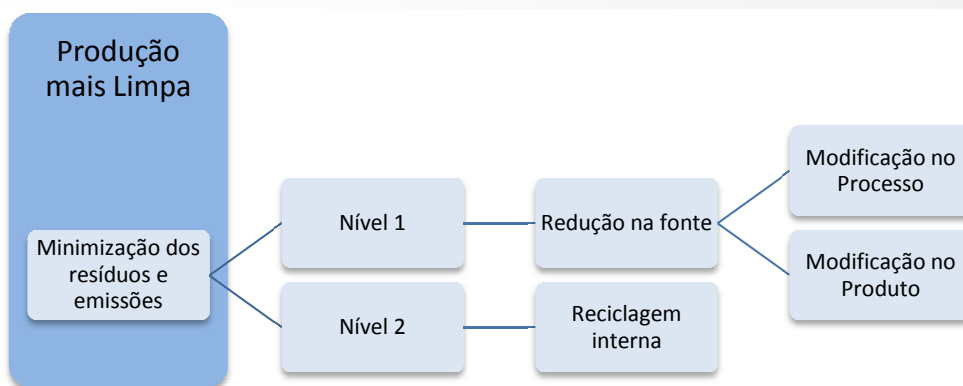 Produção
mais Limpa
Minimização dos
resíduos e
emissões
Nível 1
Redução na fonte
Modificação no
Processo
Modificação no
Produto
Nível 2
Reciclagem
interna